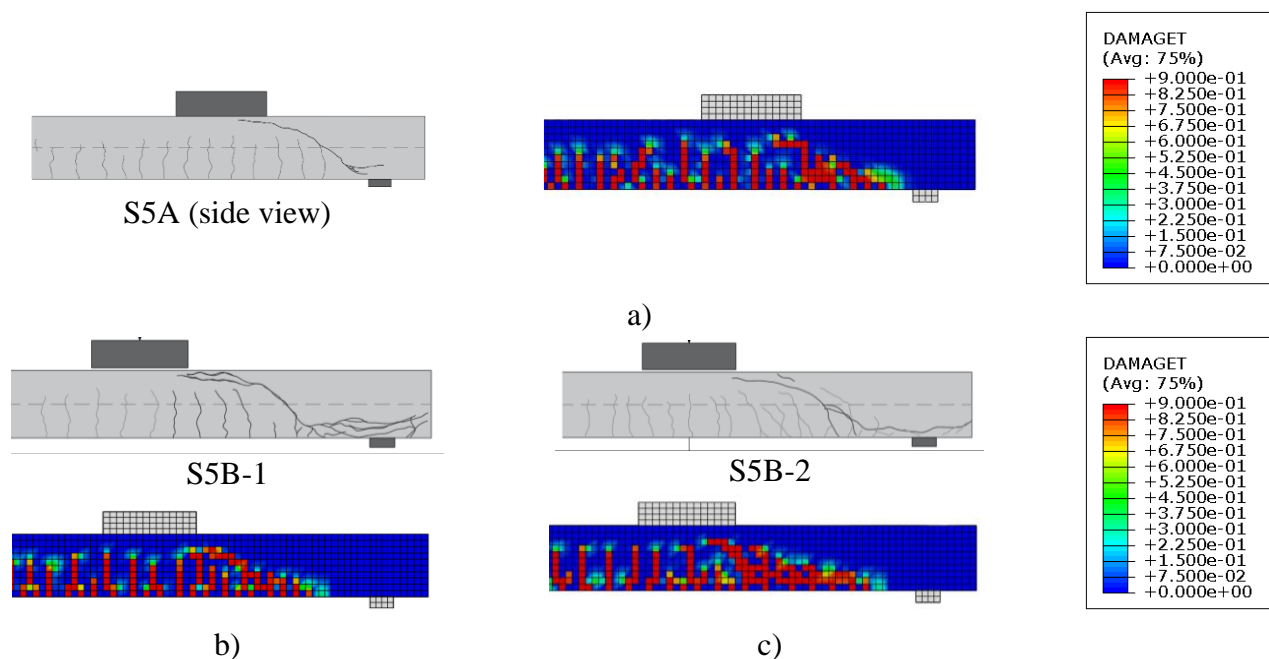 DAMAGET
(Avg: 75%)
+9.000e-01
+8.250e-01
+7.500e-01
+6.750e-01
+6.000e-01
+5.250e-01
+4.500e-01
+3.750e-01
+3.000e-01
+2.250e-01
+1.500e-01
+7.500e-02
+0.000e+00
S5A (side view)
a)
DAMAGET
(Avg: 75%)
+9.000e-01
+8.250e-01
+7.500e-01
+6.750e-01
+6.000e-01
+5.250e-01
+4.500e-01
+3.750e-01
+3.000e-01
+2.250e-01
+1.500e-01
+7.500e-02
+0.000e+00
S5B-1
S5B-2
b)
c)